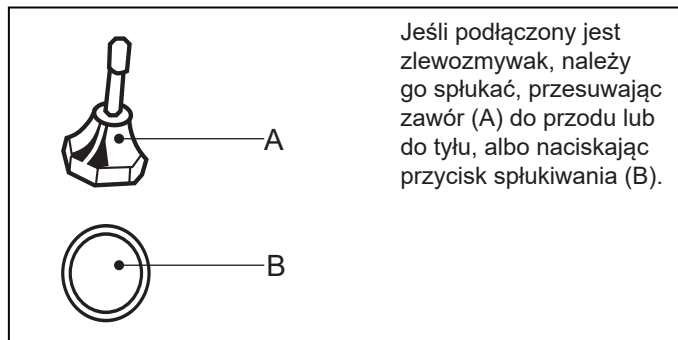 A
B
Jeśli podłączony jest
zlewozmywak, należy
go spłukać, przesuwając
zawór (A) do przodu lub
do tyłu, albo naciskając
przycisk spłukiwania (B).